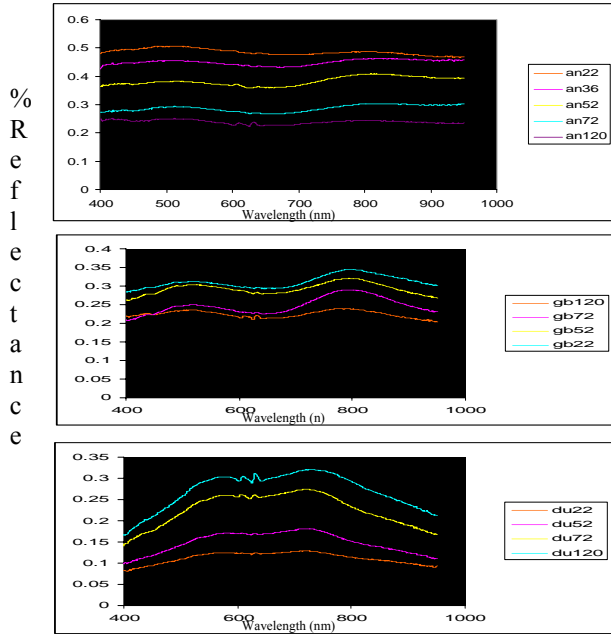 % Reflectance
0.6
0.5
0.4
0.3
0.2
0.1
0
400 500 600 700 800 900 1000
Wavelength (nm)
an22
an36
an52
an72
an120
0.4
0.35
0.3
0.25
0.2
0.15
0.1
0.05
0
400 600 800 1000
Wavelength (n)
gb120
gb72
gb52
gb22
0.35
0.3
0.25
0.2
0.15
0.1
0.05
0
400 600 800 1000
Wavelength (nm)
du22
du52
du72
du120